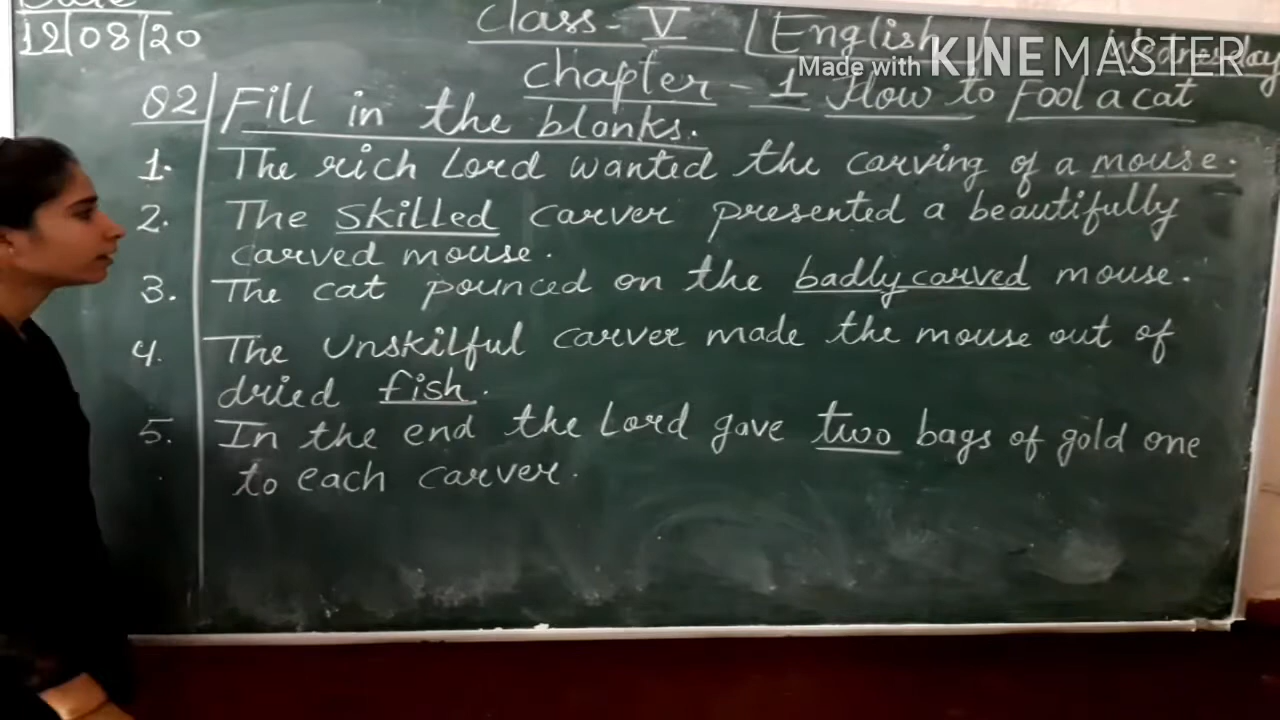 Date
12/08/20
Class - V English Wednesday
Made with KINEMASTER
Chapter - 1 How to Fool a cat
Q2 Fill in the blanks.
1. The rich Lord wanted the carving of a mouse.
2. The skilled carver presented a beautifully
carved mouse.
3. The cat pounced on the badly carved mouse.
4. The Unskilful carver made the mouse out of
dried fish.
5. In the end the Lord gave two bags of gold one
to each carver.